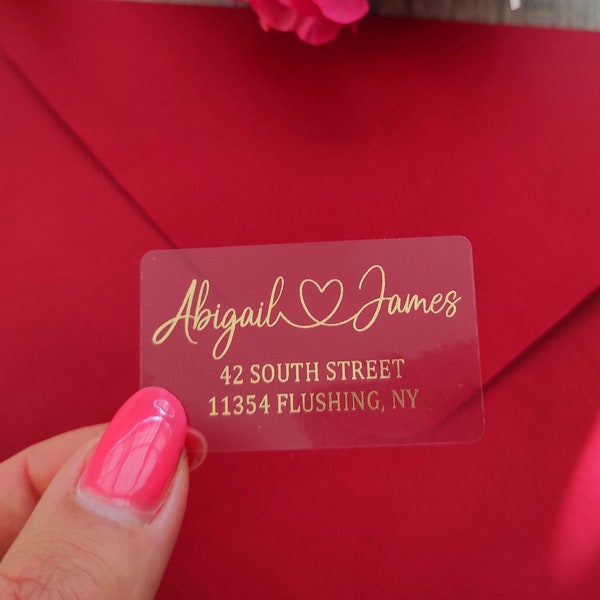 Abigail James
42 SOUTH STREET
11354 FLUSHING, NY